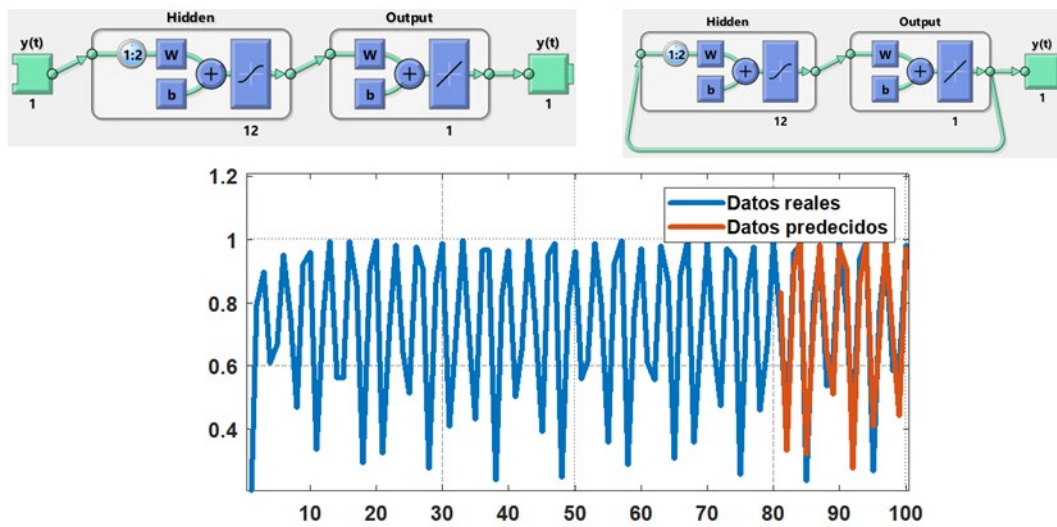 Hidden
Output
y(t)
1:2
W
b
W
b
y(t)
1
12
1
1
Hidden
Output
1:2
W
b
W
b
y(t)
12
1
1
1.2
1
0.8
0.6
0.4
Datos reales
Datos predecidos
10 20 30 40 50 60 70 80 90 100